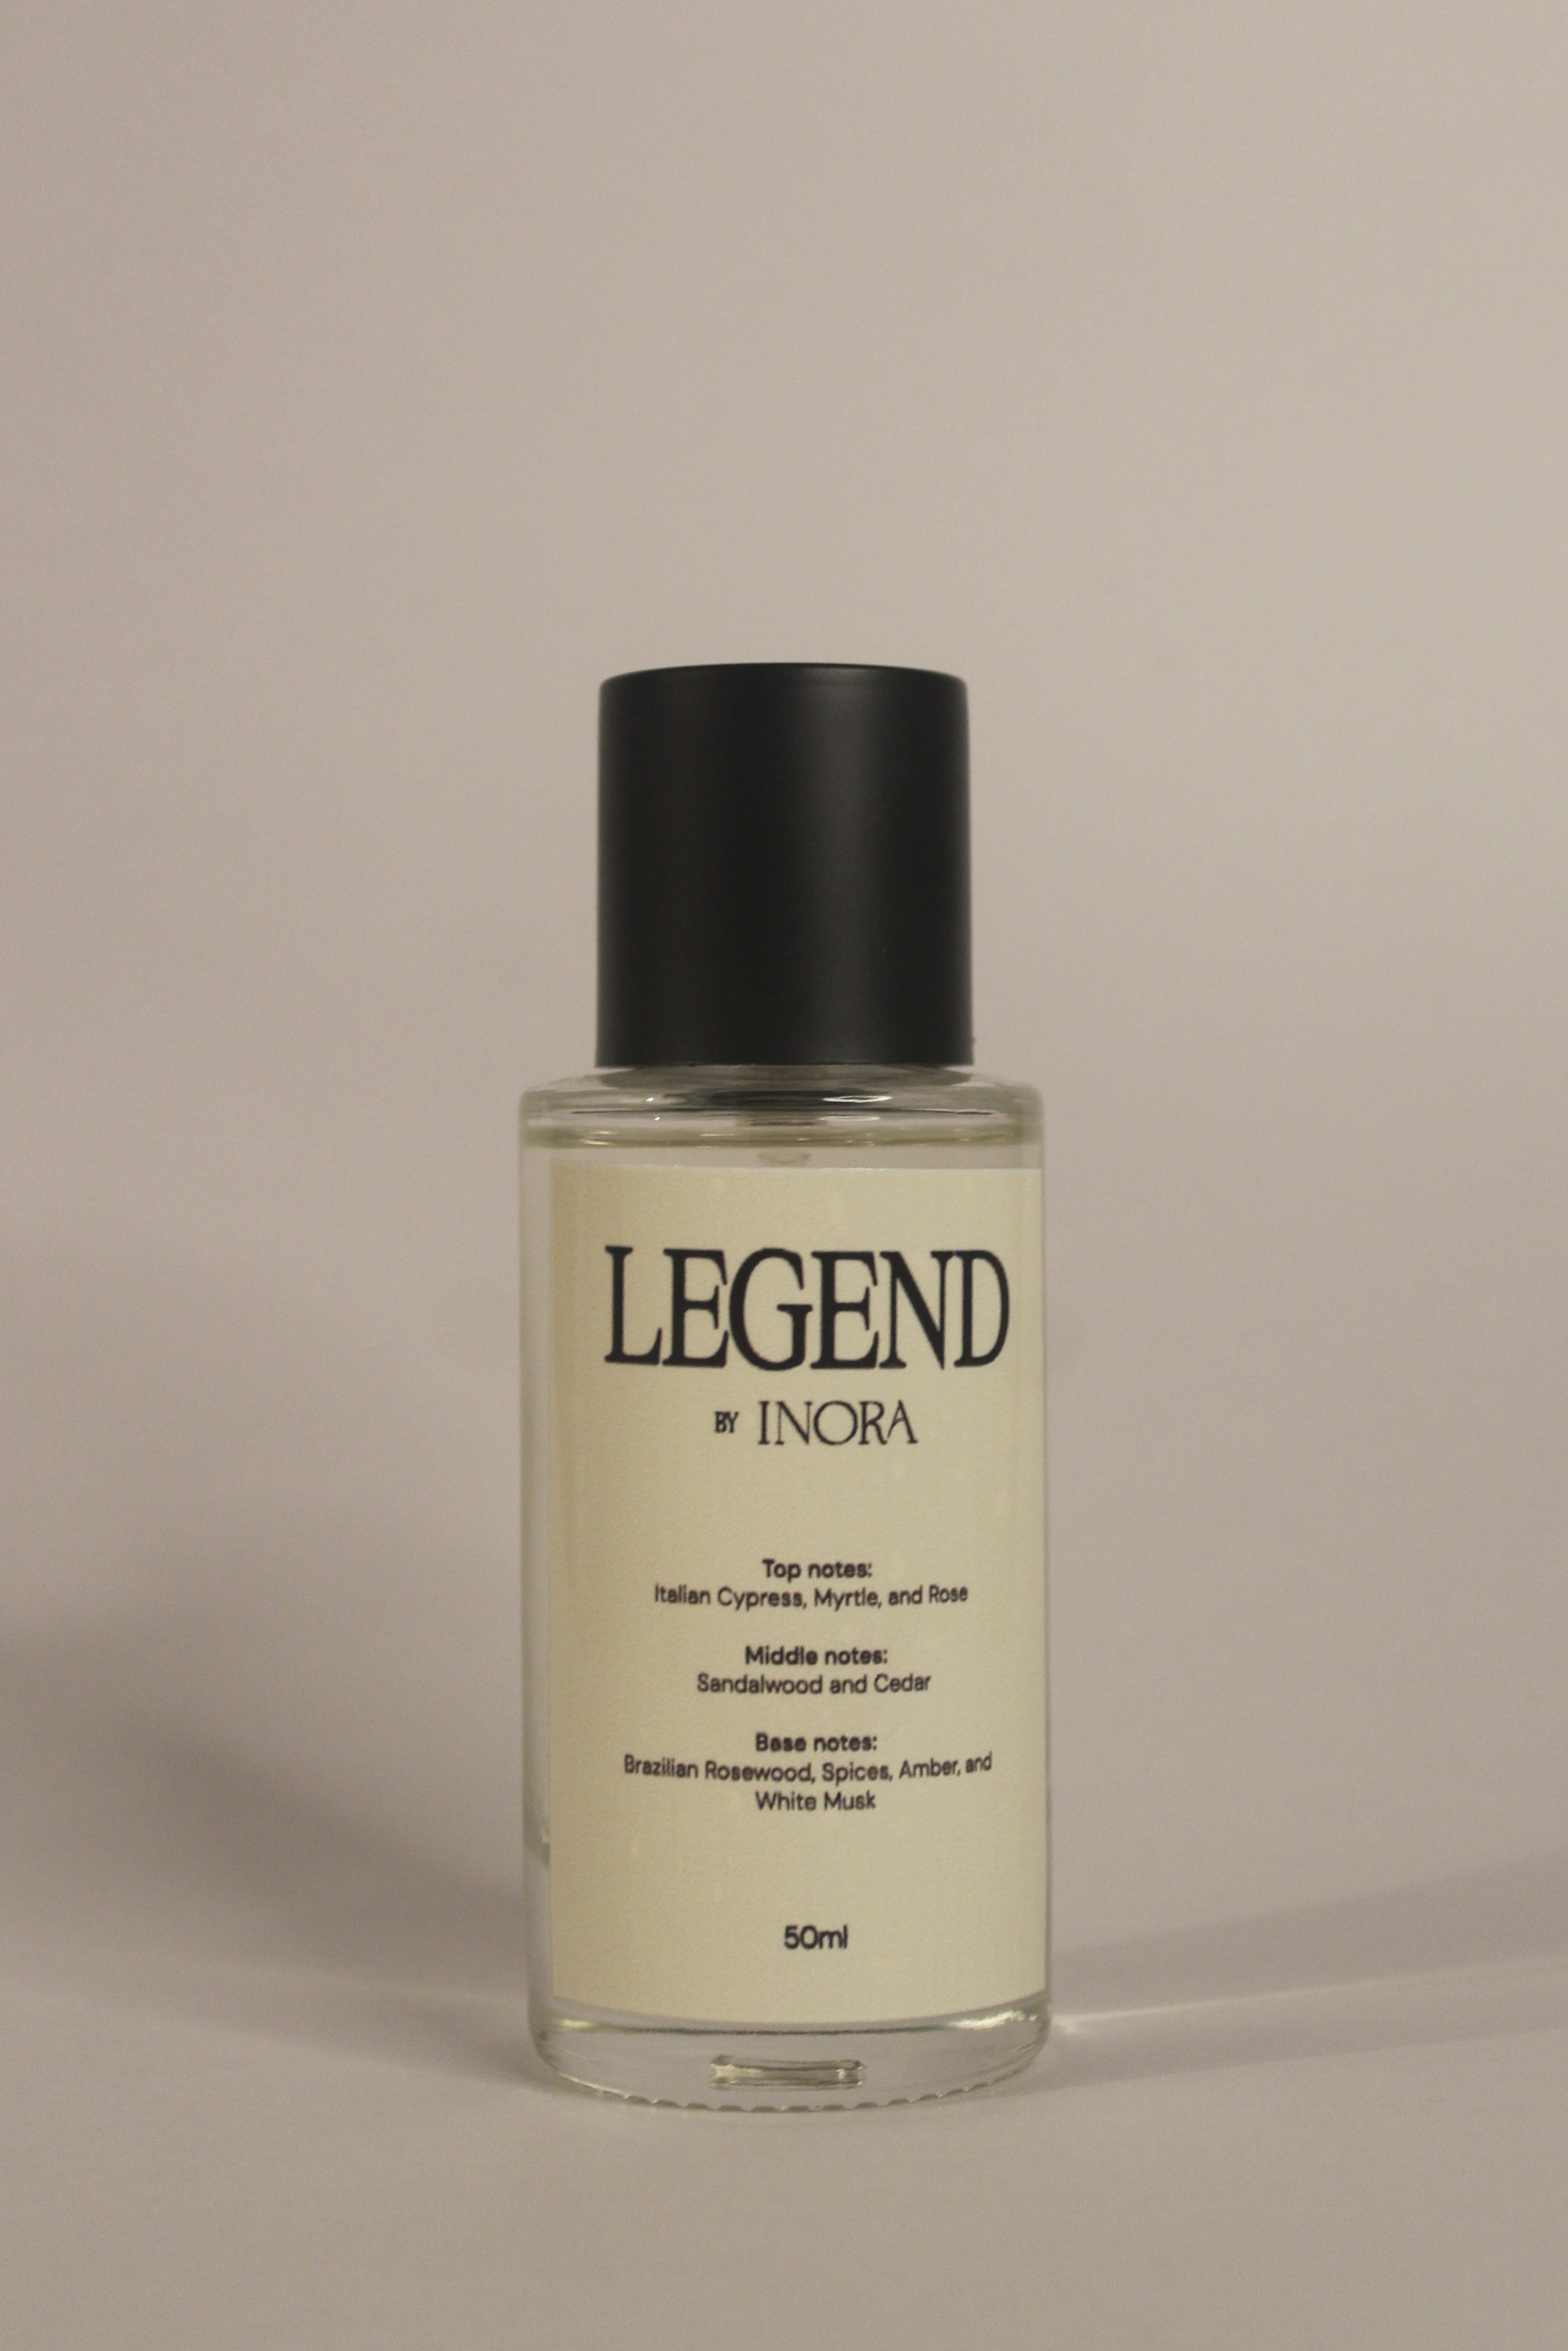 LEGEND
BY INORA
Top notes:
Italian Cypress, Myrtle, and Rose
Middle notes:
Sandalwood and Cedar
Base notes:
Brazilian Rosewood, Spices, Amber, and
White Musk
50ml